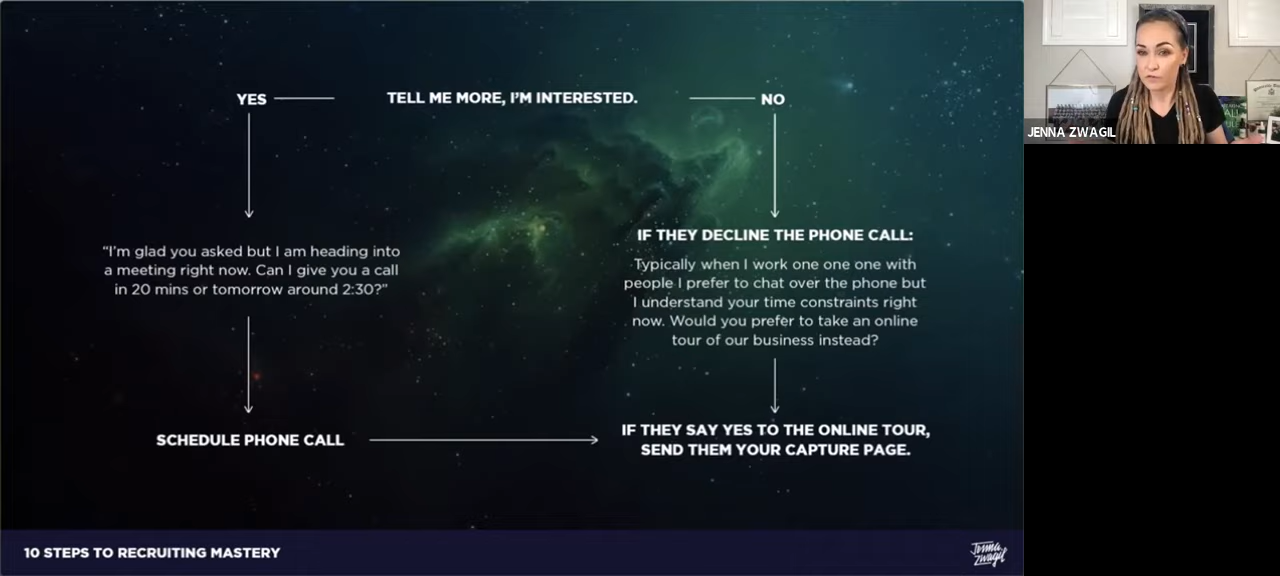 YES
TELL ME MORE, I'M INTERESTED.
NO
"I'm glad you asked but I am heading into
a meeting right now. Can I give you a call
in 20 mins or tomorrow around 2:30?"
IF THEY DECLINE THE PHONE CALL:
Typically when I work one one one with
people I prefer to chat over the phone but
I understand your time constraints right
now. Would you prefer to take an online
tour of our business instead?
SCHEDULE PHONE CALL
IF THEY SAY YES TO THE ONLINE TOUR,
SEND THEM YOUR CAPTURE PAGE.
10 STEPS TO RECRUITING MASTERY
Jenna
Zwagil
JENNA ZWAGIL